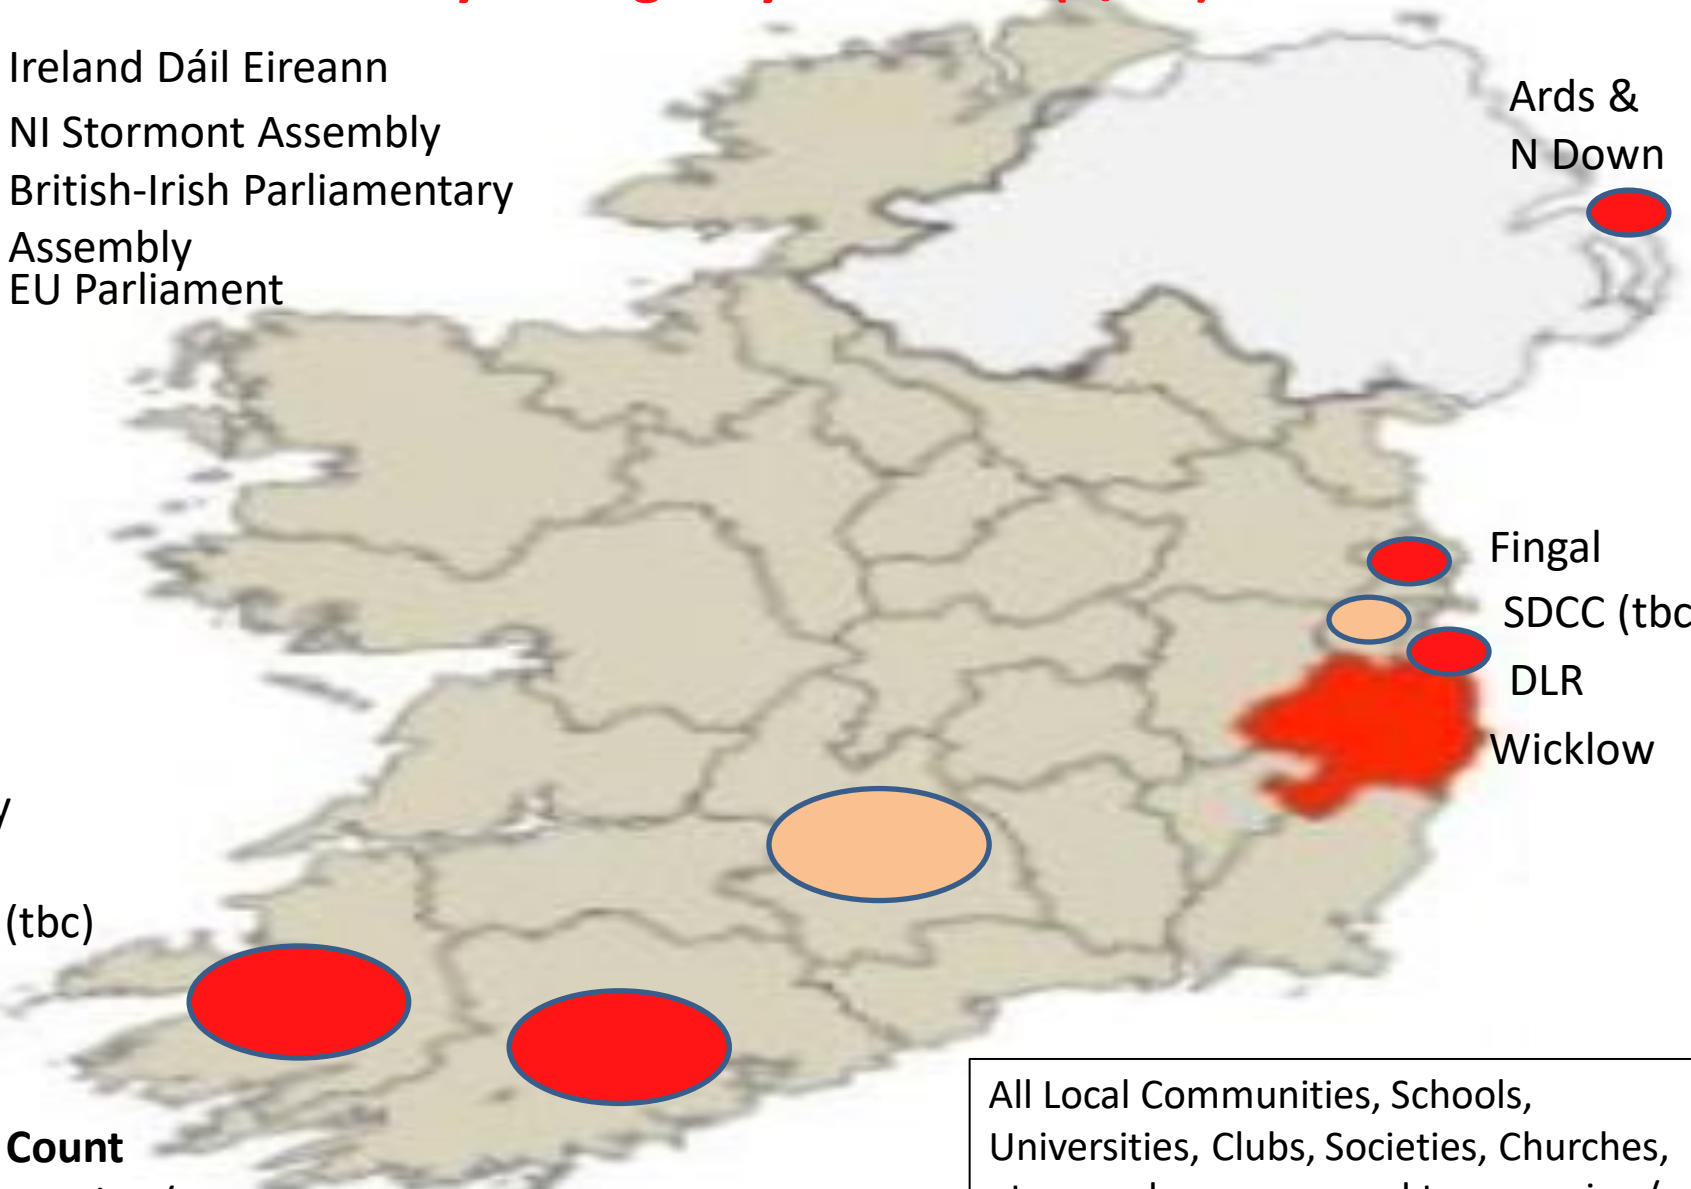 Ireland Dáil Eireann
NI Stormont Assembly
British-Irish Parliamentary
Assembly
EU Parliament
Ards &
N Down
Fingal
SDCC (tbc
DLR
Wicklow
(tbc)
Count
All Local Communities, Schools,
Universities, Clubs, Societies, Churches,